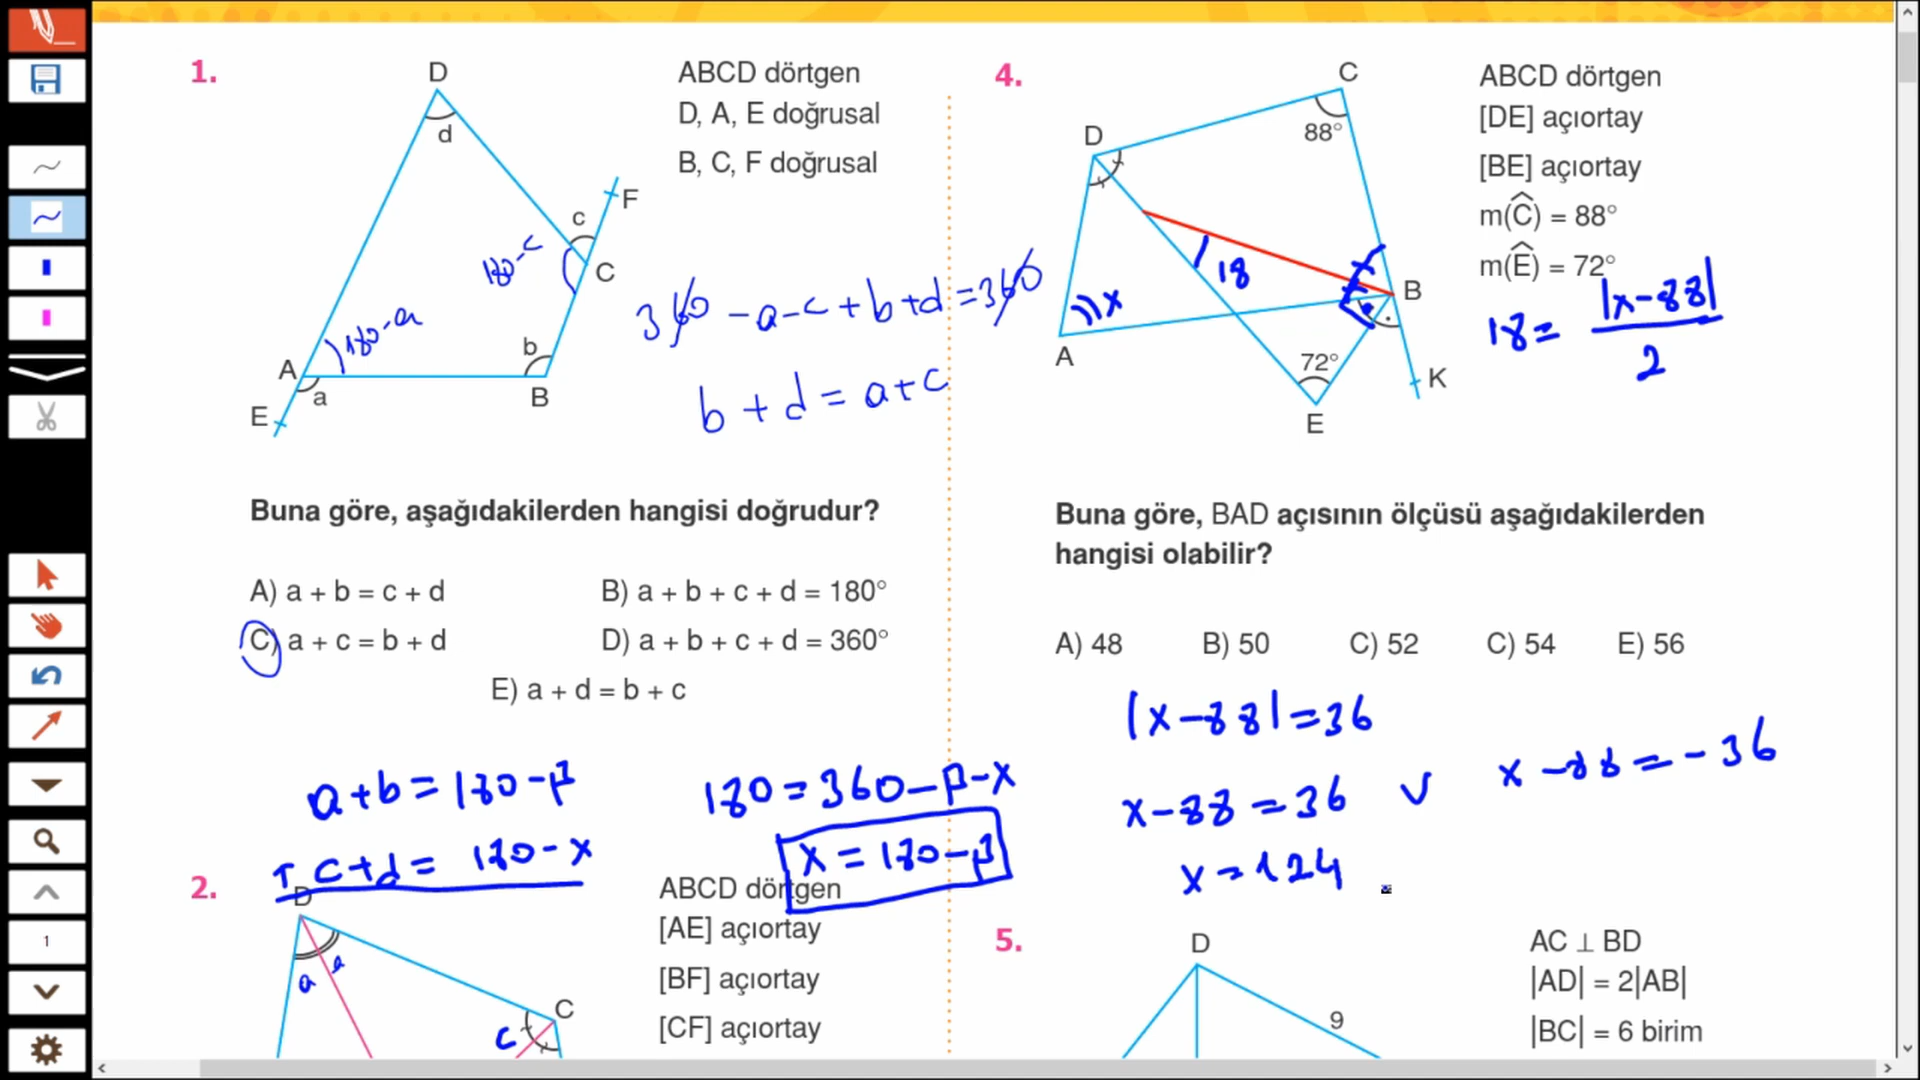 1.
D
d
F
c
180-c
C
180-a
A
a
b
B
E
ABCD dörtgen
D, A, E doğrusal
B, C, F doğrusal
360 -a-c+b+d=360
b + d = a+c
Buna göre, aşağıdakilerden hangisi doğrudur?
A) a + b = c + d
B) a + b + c + d = 180°
C) a + c = b + d
D) a + b + c + d = 360°
E) a + d = b + c
a+b=180-β
+ c+d= 180-x
180=360-β-x
x=180-β
2.
D
a
a
C
c
ABCD dörtgen
[AE] açıortay
[BF] açıortay
[CF] açıortay
4.
C
88°
D
18
x
B
A
72°
K
E
ABCD dörtgen
[DE] açıortay
[BE] açıortay
m(Ĉ) = 88°
m(Ê) = 72°
18= |x-88|
2
Buna göre, BAD açısının ölçüsü aşağıdakilerden
hangisi olabilir?
A) 48 B) 50 C) 52 C) 54 E) 56
|x-88|=36
x-88=36 v x-88=-36
x=124
5.
D
9
AC ⊥ BD
|AD| = 2|AB|
|BC| = 6 birim
1